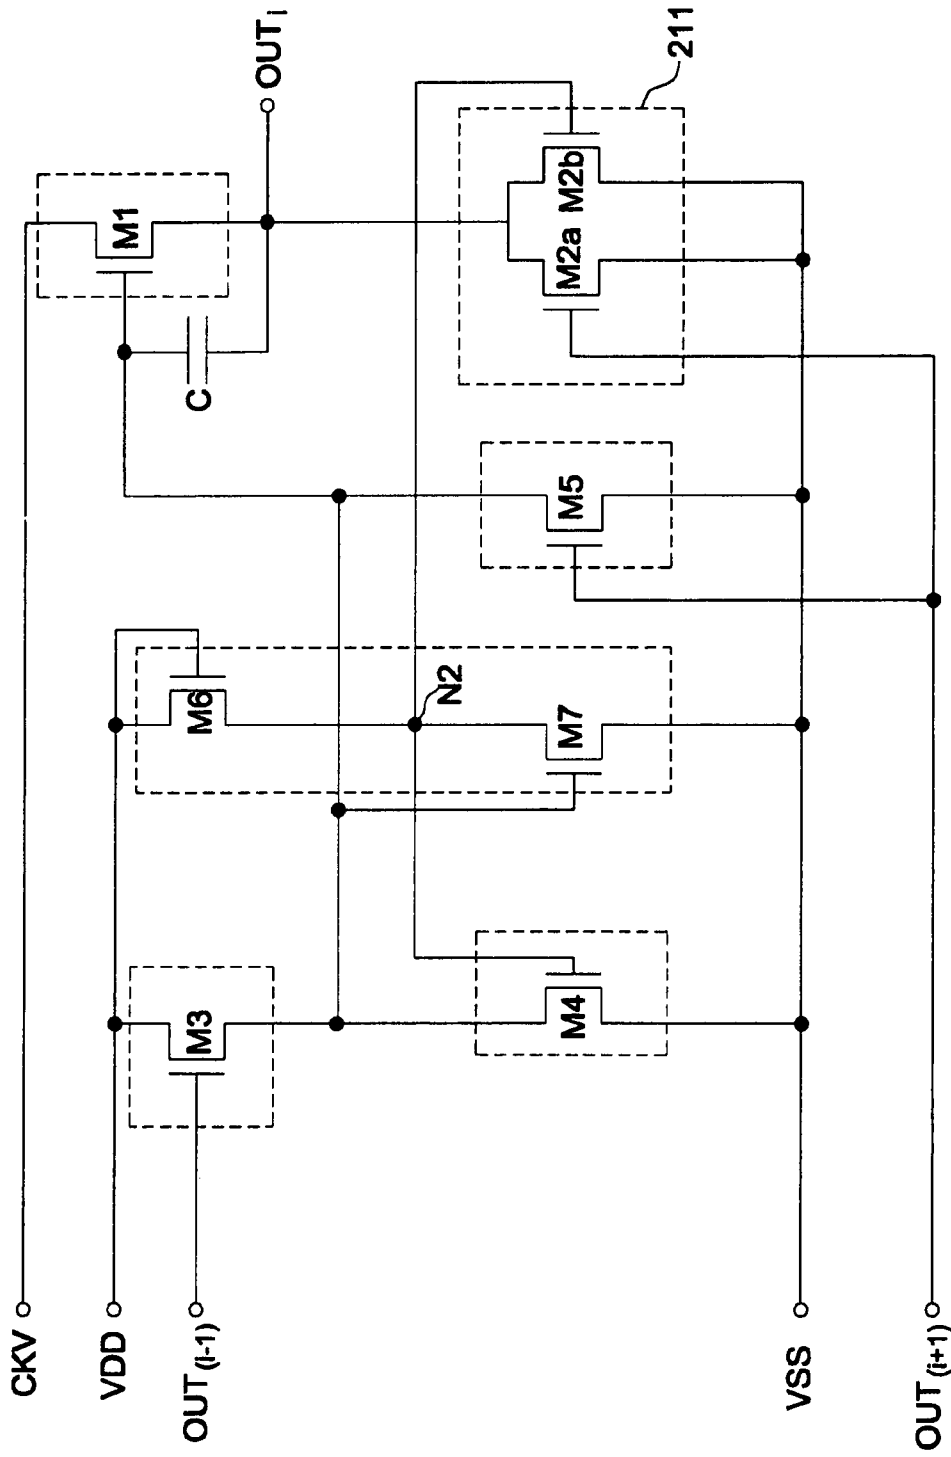 CKV
VDD
OUT(i-1)
VSS
OUT(i+1)
M3
M4
M6
M7
N2
M5
C
M1
M2a
M2b
OUTi
211